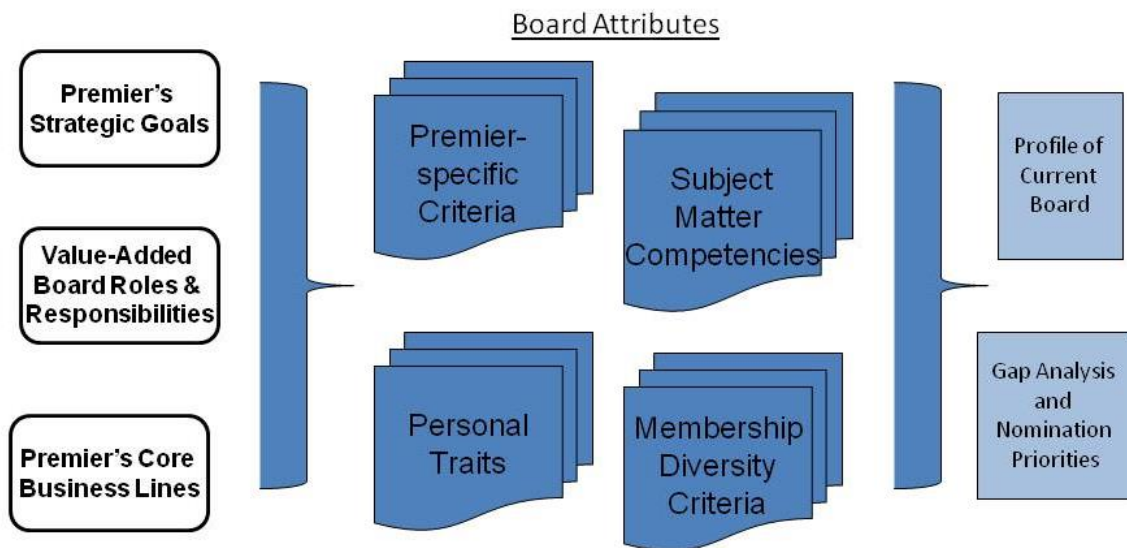 Board Attributes
Premier's
Strategic Goals
Value-Added
Board Roles &
Responsibilities
Premier's Core
Business Lines
Premier-
specific
Criteria
Subject
Matter
Competencies
Personal
Traits
Membership
Diversity
Criteria
Profile of
Current
Board
Gap Analysis
and
Nomination
Priorities